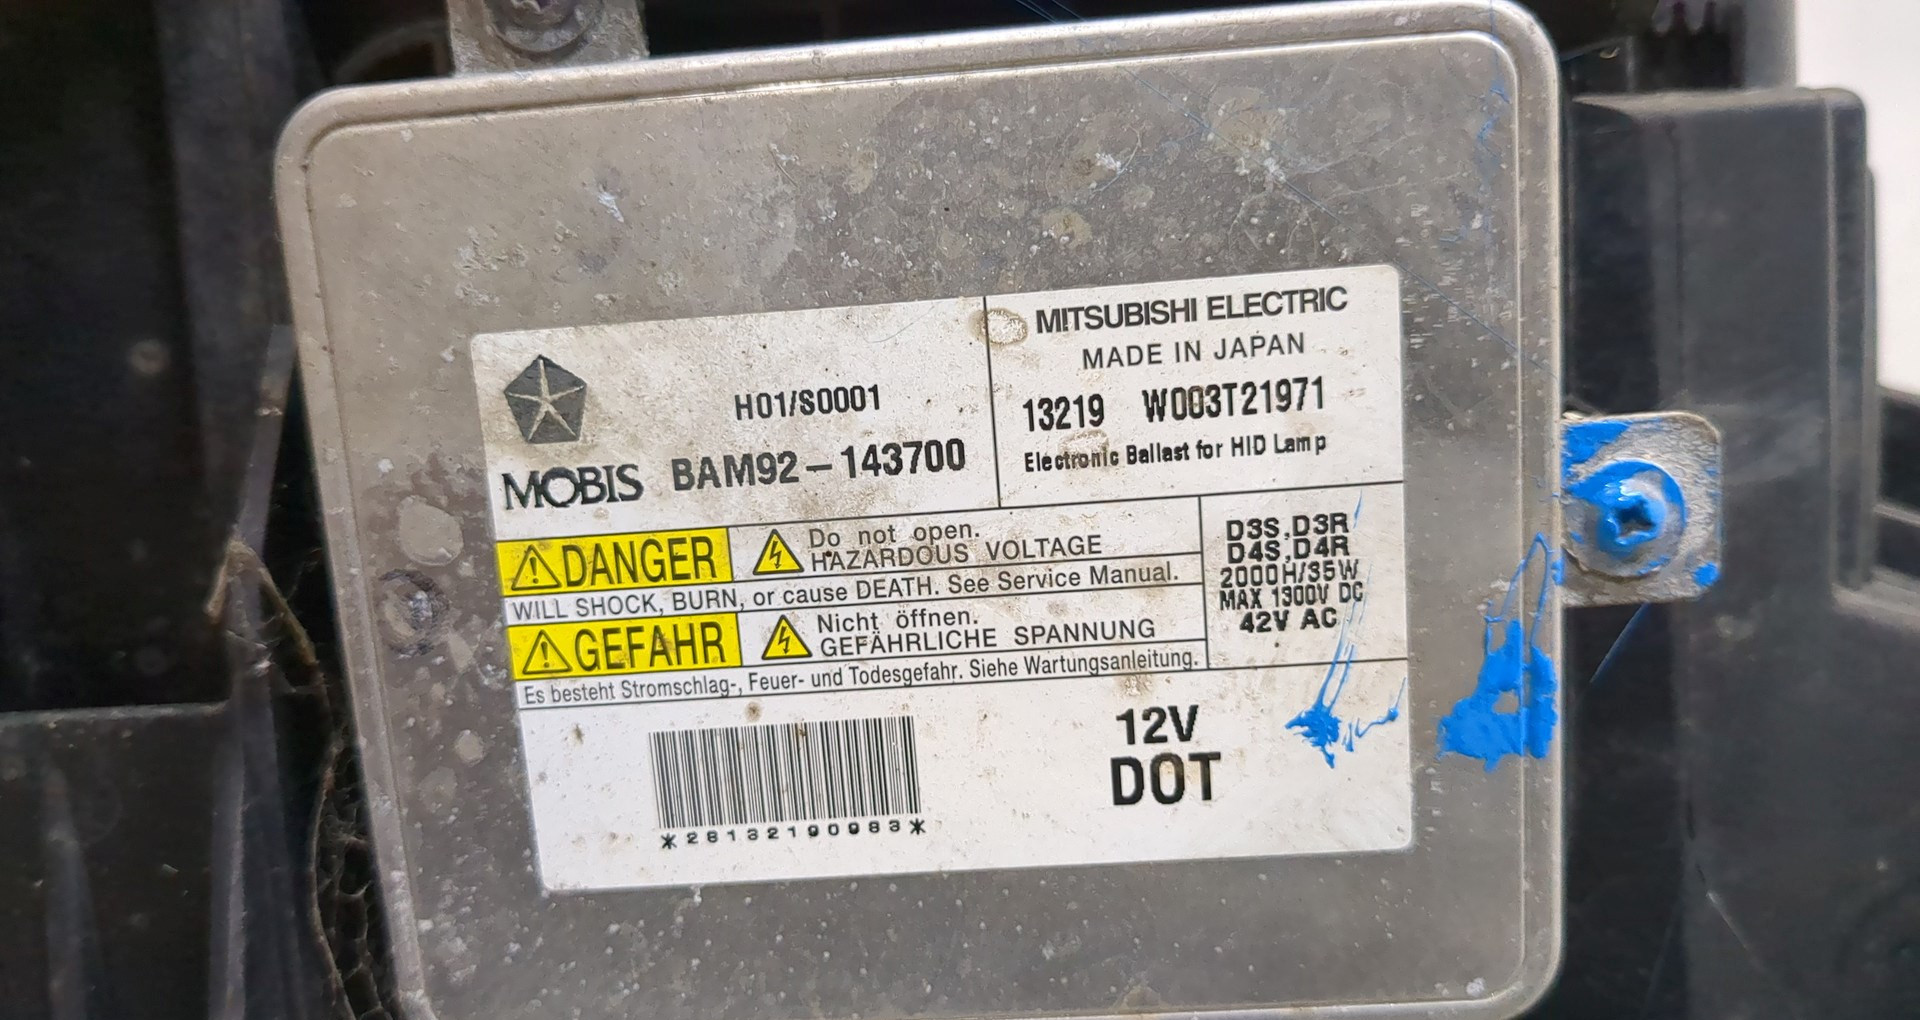 MITSUBISHI ELECTRIC
MADE IN JAPAN
13219 W003T21971
Electronic Ballast for HID Lamp
H01/S0001
MOBIS BAM92-143700
DANGER
Do not open.
HAZARDOUS VOLTAGE
WILL SHOCK, BURN, or cause DEATH. See Service Manual.
GEFAHR
Nicht öffnen.
GEFÄHRLICHE SPANNUNG
Es besteht Stromschlag-, Feuer- und Todesgefahr. Siehe Wartungsanleitung.
D3S,D3R
D4S,D4R
2000H/35W
MAX 1300V DC
42V AC
12V
DOT
*28132190983*